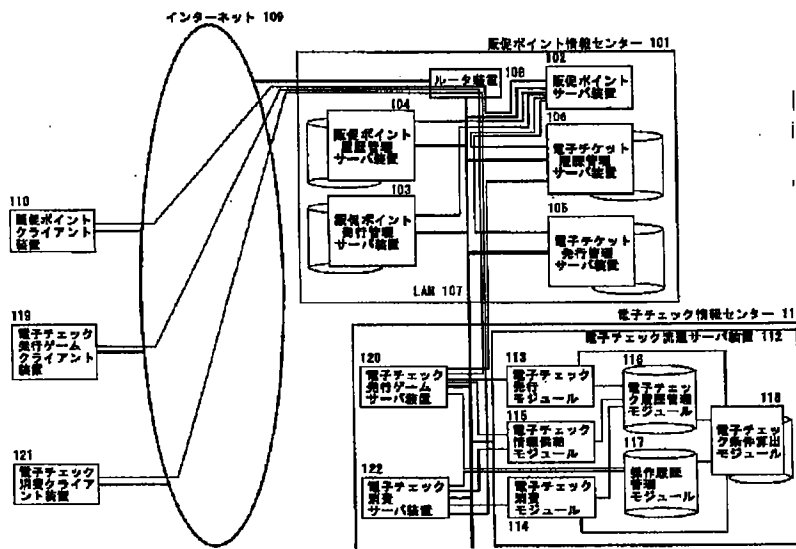 インターネット 109
販促ポイント情報センター 101
ルータ装置
108
102
販促ポイント
サーバ装置
104
販促ポイント
履歴管理
サーバ装置
106
電子チケット
履歴管理
サーバ装置
103
販促ポイント
発行管理
サーバ装置
105
電子チケット
発行管理
サーバ装置
LAN 107
110
販促ポイント
クライアント
装置
119
電子チェック
発行ゲーム
クライアント
装置
121
電子チェック
消費クライア
ント装置
電子チェック情報センター 11
電子チェック流通サーバ装置 112
120
電子チェック
発行ゲーム
サーバ装置
113
電子チェック
発行
モジュール
116
電子チェッ
ク履歴管理
モジュール
118
電子チェッ
ク条件算出
モジュール
115
電子チェック
情報供給
モジュール
117
操作履歴
管理
モジュール
122
電子チェック
消費
サーバ装置
電子チェック
消費
モジュール
114